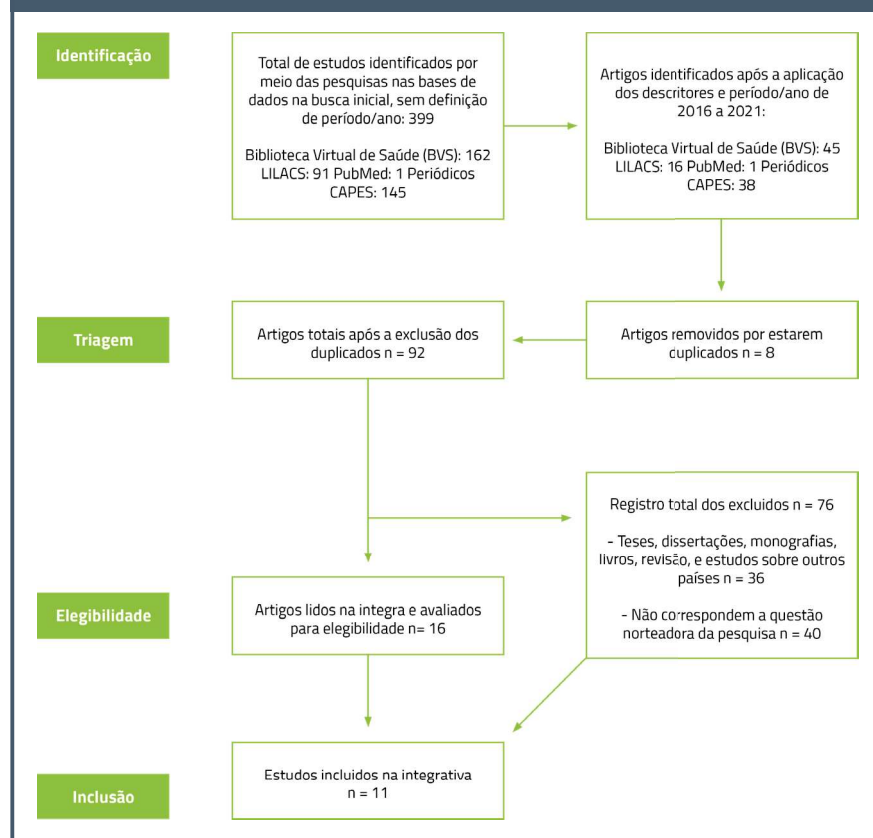 Identificação
Total de estudos identificados por
meio das pesquisas nas bases de
dados na busca inicial, sem definição
de período/ano: 399
Biblioteca Virtual de Saúde (BVS): 162
LILACS: 91 PubMed: 1 Periódicos
CAPES: 145
Artigos identificados após a aplicação
dos descritores e período/ano de
2016 a 2021:
Biblioteca Virtual de Saúde (BVS): 45
LILACS: 16 PubMed: 1 Periódicos
CAPES: 38
Triagem
Artigos totais após a exclusão dos
duplicados n = 92
Artigos removidos por estarem
duplicados n = 8
Registro total dos excluidos n = 76
- Teses, dissertações, monografias,
livros, revisão, e estudos sobre outros
países n = 36
- Não correspondem a questão
norteadora da pesquisa n = 40
Elegibilidade
Artigos lidos na integra e avaliados
para elegibilidade n= 16
Inclusão
Estudos incluidos na integrativa
n = 11